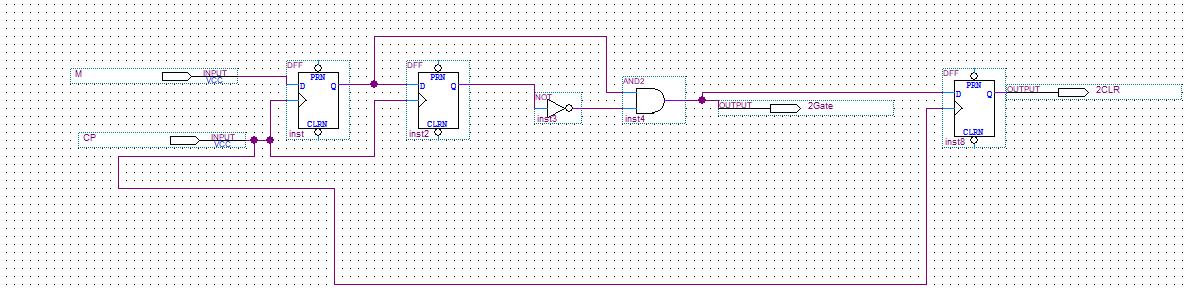 M
INPUT
VCC
DFF
PRN
D
Q
CLRN
inst
DFF
PRN
D
Q
CLRN
inst2
NOT
inst3
AND2
inst4
OUTPUT
2Gate
DFF
PRN
D
Q
CLRN
inst8
OUTPUT
2CLR
CP
INPUT
VCC